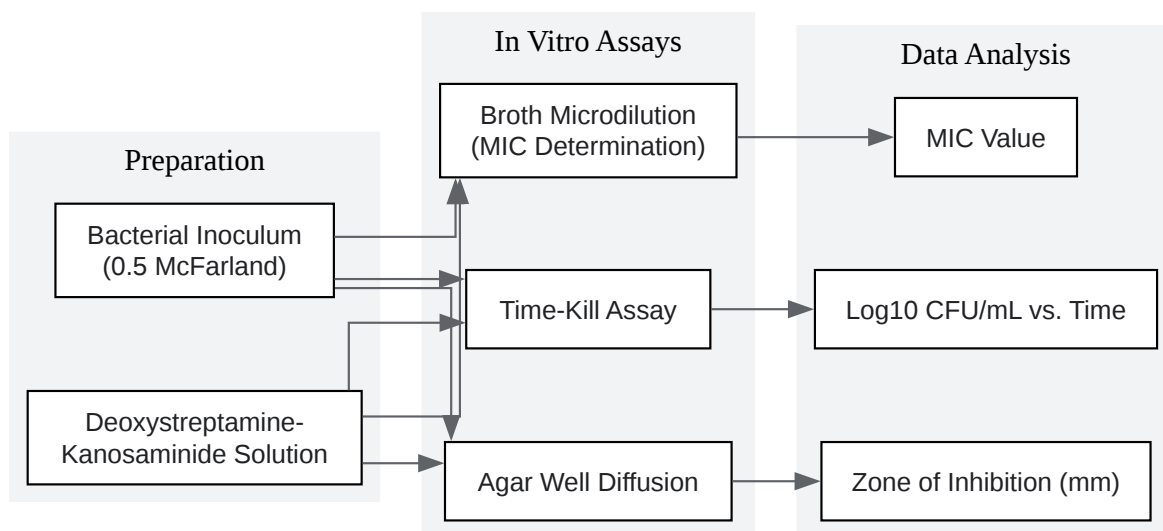 Preparation
Bacterial Inoculum
(0.5 McFarland)
Deoxystreptamine-
Kanosaminide Solution
In Vitro Assays
Broth Microdilution
(MIC Determination)
Time-Kill Assay
Agar Well Diffusion
Data Analysis
MIC Value
Log10 CFU/mL vs. Time
Zone of Inhibition (mm)